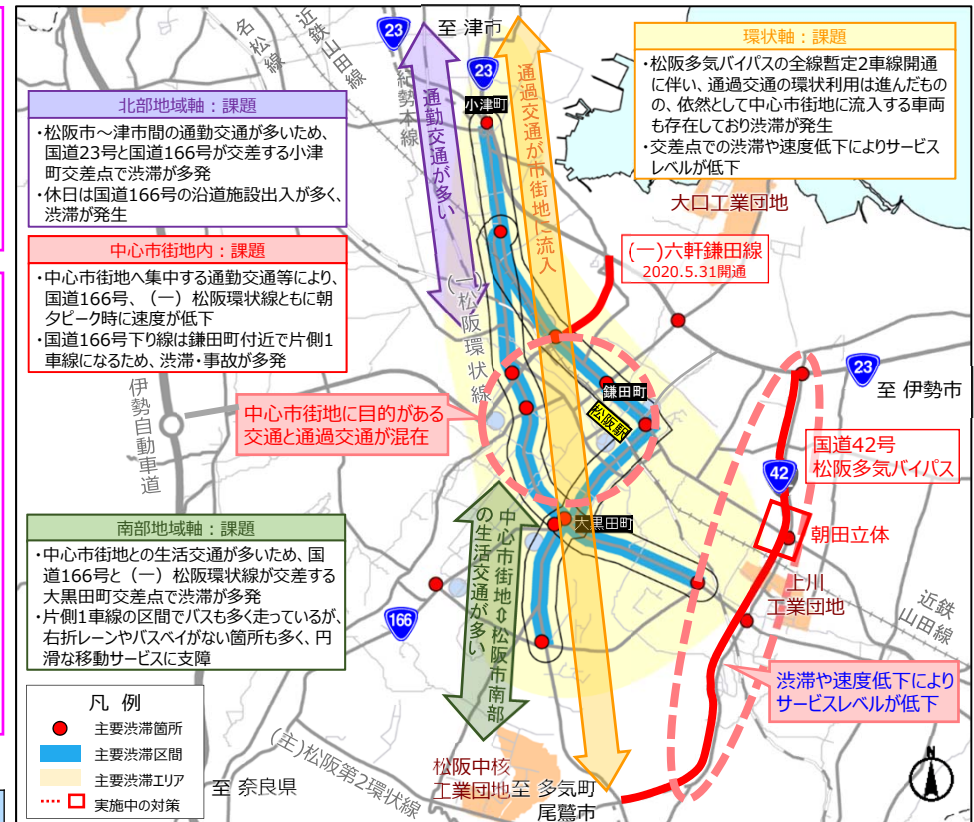 北部地域軸：課題
・松阪市～津市間の通勤交通が多いため、
国道23号と国道166号が交差する小津
町交差点で渋滞が多発
・休日は国道166号の沿道施設出入が多く、
渋滞が発生
中心市街地内：課題
・中心市街地へ集中する通勤交通等により、
国道166号、（一）松阪環状線ともに朝
夕ピーク時に速度が低下
・国道166号下り線は鎌田町付近で片側1
車線になるため、渋滞・事故が多発
南部地域軸：課題
・中心市街地との生活交通が多いため、国
道166号と（一）松阪環状線が交差する
大黒田町交差点で渋滞が多発
・片側1車線の区間でバスも多く走っているが、
右折レーンやバスベイがない箇所も多く、円
滑な移動サービスに支障
凡 例
主要渋滞箇所
主要渋滞区間
主要渋滞エリア
実施中の対策
環状軸：課題
・松阪多気バイパスの全線暫定2車線開通
に伴い、通過交通の環状利用は進んだもの
の、依然として中心市街地に流入する車両
も存在しており渋滞が発生
・交差点での渋滞や速度低下によりサービス
レベルが低下
名松線
近鉄山田線
紀勢本線
23
至 津市
23
小津町
通勤交通が多い
通過交通が市街地に流入
大口工業団地
(一)六軒鎌田線
2020.5.31開通
(一)松阪環状線
伊勢自動車道
中心市街地に目的がある
交通と通過交通が混在
鎌田町
松阪駅
23
至 伊勢市
国道42号
松阪多気バイパス
42
朝田立体
大黒田町
上川
工業団地
近鉄
山田線
166
中心市街地⇔松阪市南部
の生活交通が多い
渋滞や速度低下により
サービスレベルが低下
(主)松阪第2環状線
至 奈良県
松阪中核
工業団地
至 多気町
尾鷲市
N